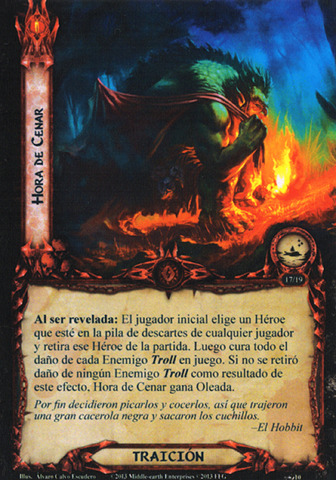 Hora de Cenar
17/19
Al ser revelada: El jugador inicial elige un Héroe
que esté en la pila de descartes de cualquier jugador
y retira ese Héroe de la partida. Luego cura todo el
daño de cada Enemigo Troll en juego. Si no se retiró
daño de ningún Enemigo Troll como resultado de
este efecto, Hora de Cenar gana Oleada.
Por fin decidieron picarlos y cocerlos, así que trajeron
una gran cacerola negra y sacaron los cuchillos.
–El Hobbit
TRAICIÓN
Illus. Álvaro Calvo Escudero ©2013 Middle-earth Enterprises ©2013 FFG